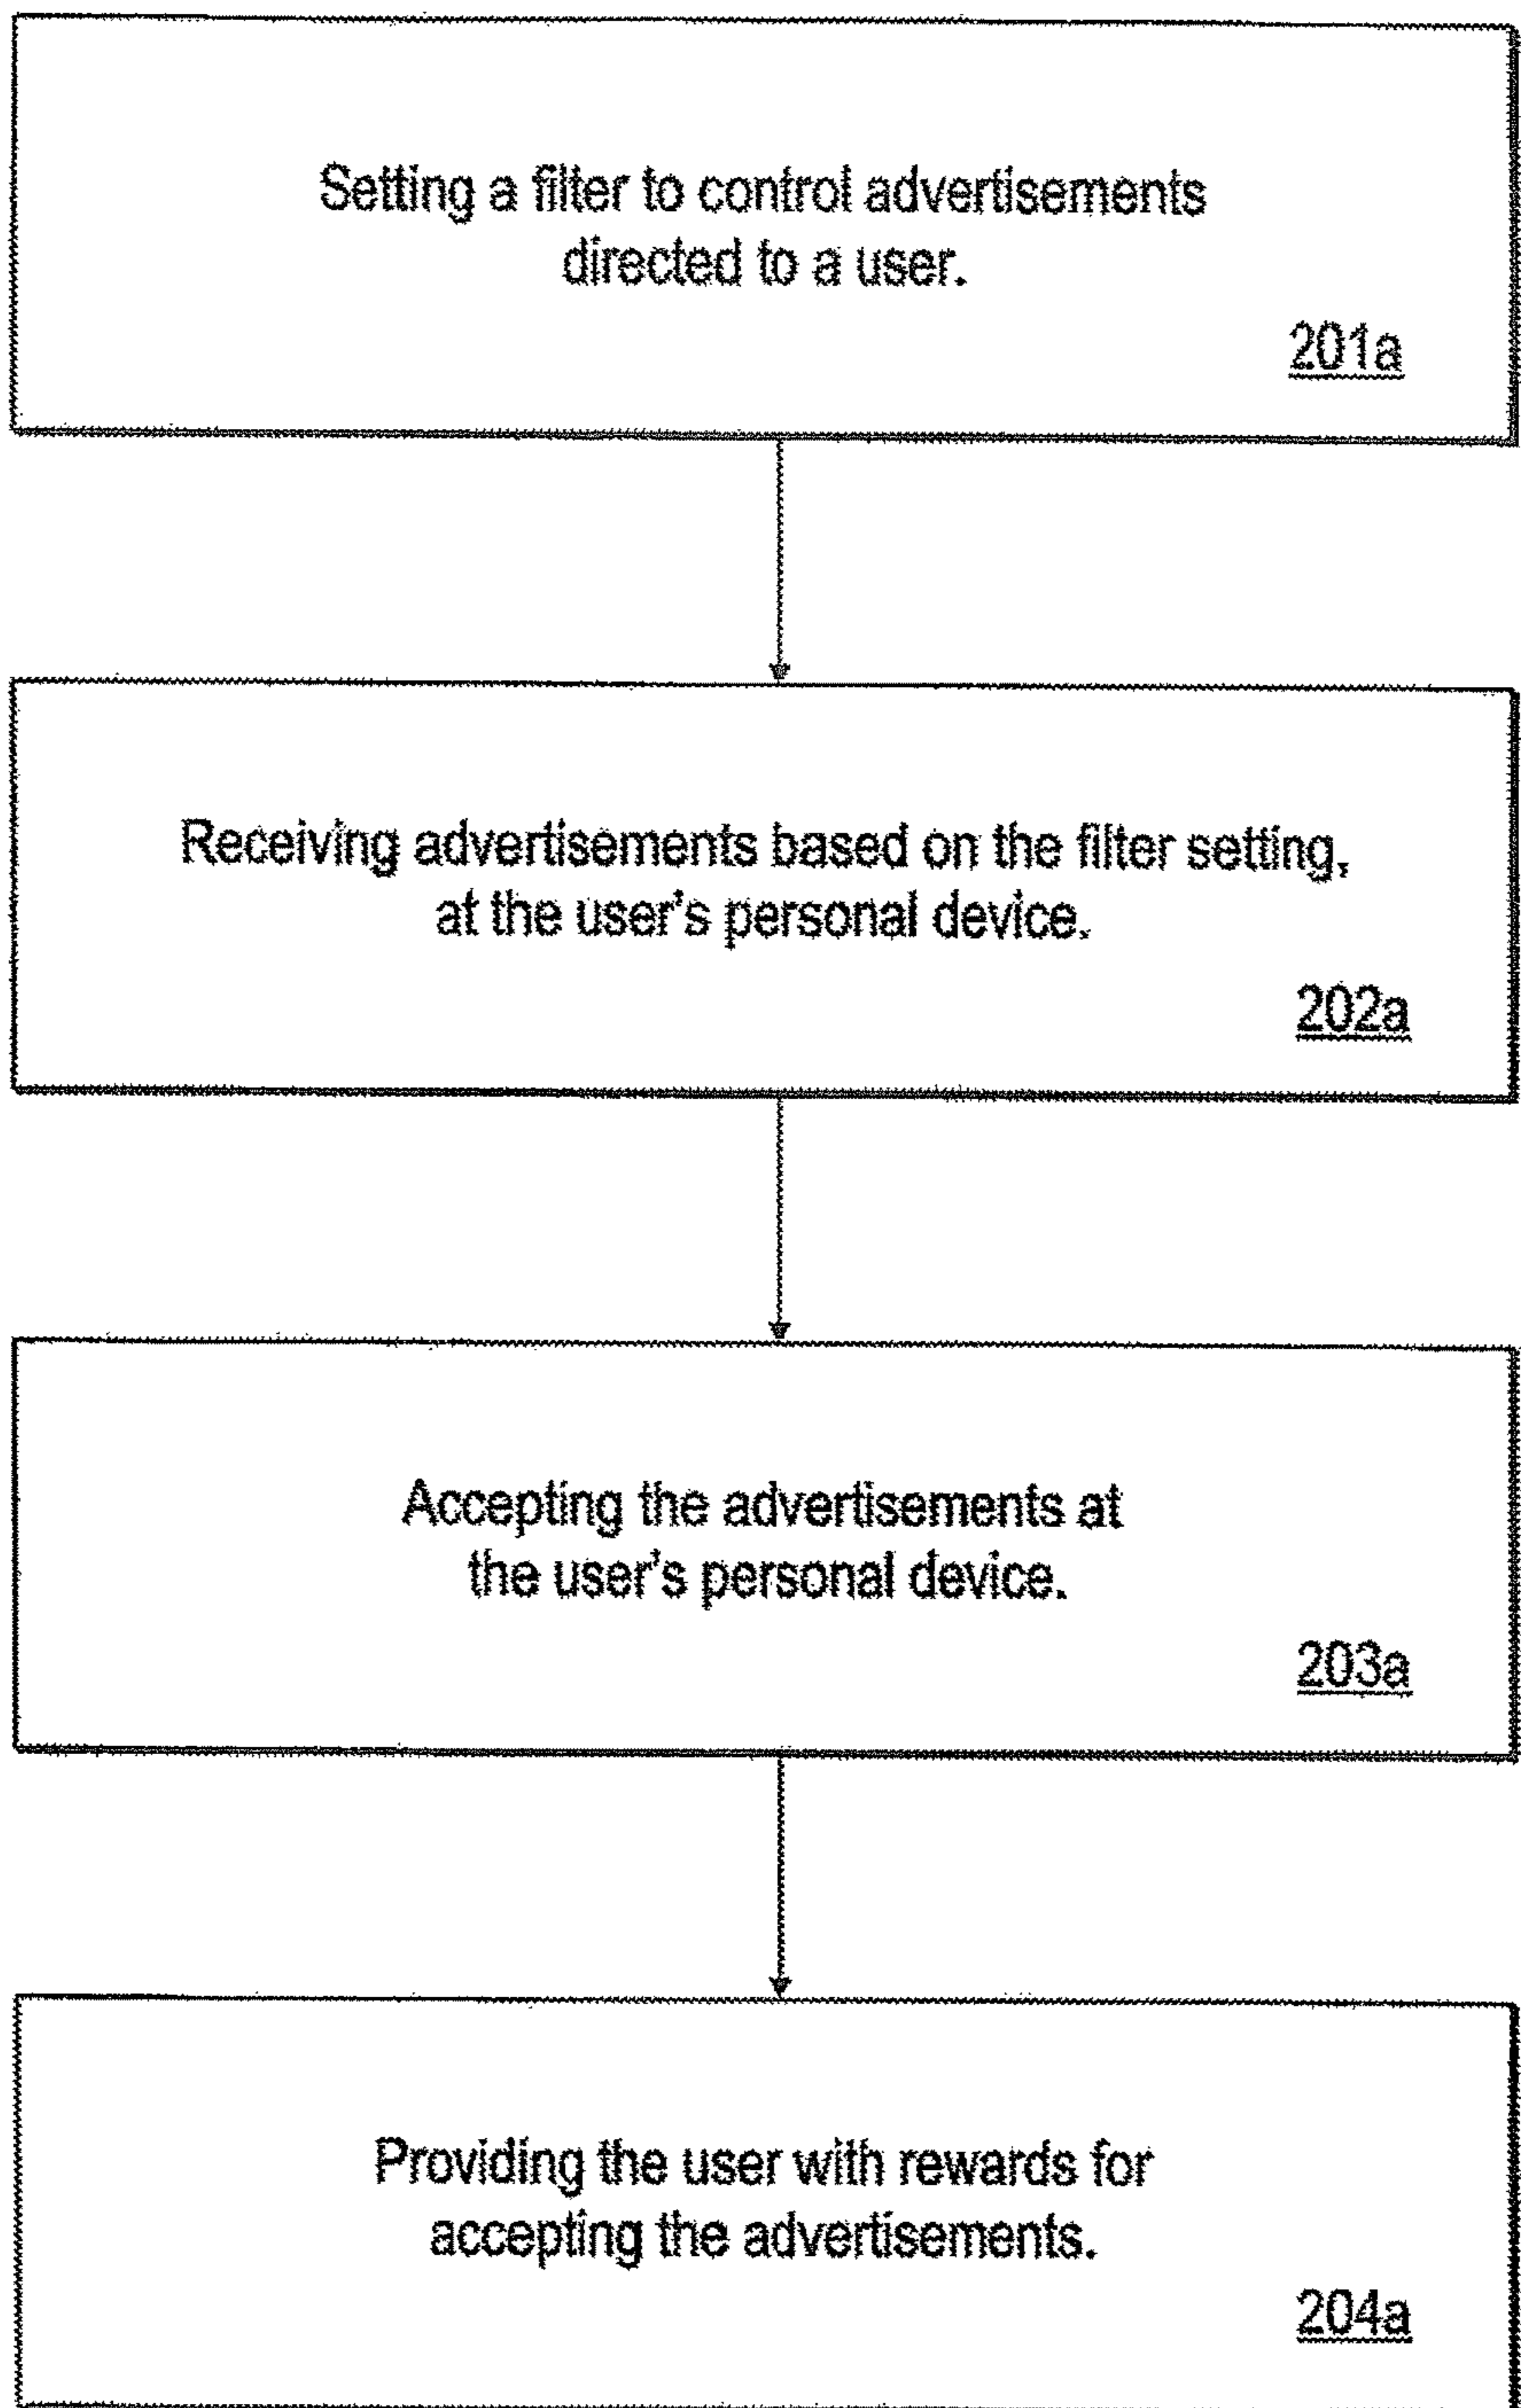 Setting a filter to control advertisements
directed to a user.
201a
Receiving advertisements based on the filter setting,
at the user's personal device.
202a
Accepting the advertisements at
the user's personal device.
203a
Providing the user with rewards for
accepting the advertisements.
204a